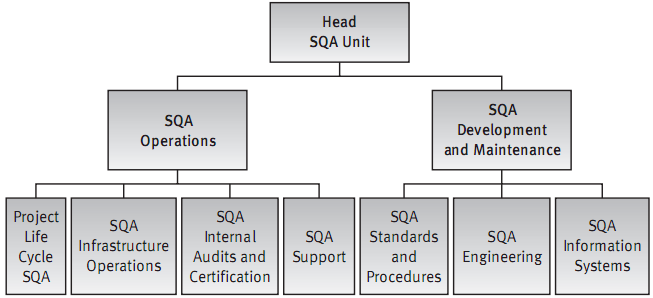 Head
SQA Unit
SQA
Operations
SQA
Development
and Maintenance
Project
Life
Cycle
SQA
SQA
Infrastructure
Operations
SQA
Internal
Audits and
Certification
SQA
Support
SQA
Standards
and
Procedures
SQA
Engineering
SQA
Information
Systems